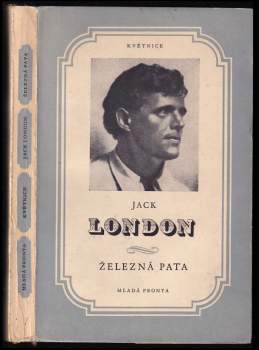 KVĚTNICE
JACK
LONDON
ŽELEZNÁ PATA
MLADÁ FRONTA
ŽELEZNÁ PATA
JACK LONDON
KVĚTNICE
MLADÁ FRONTA